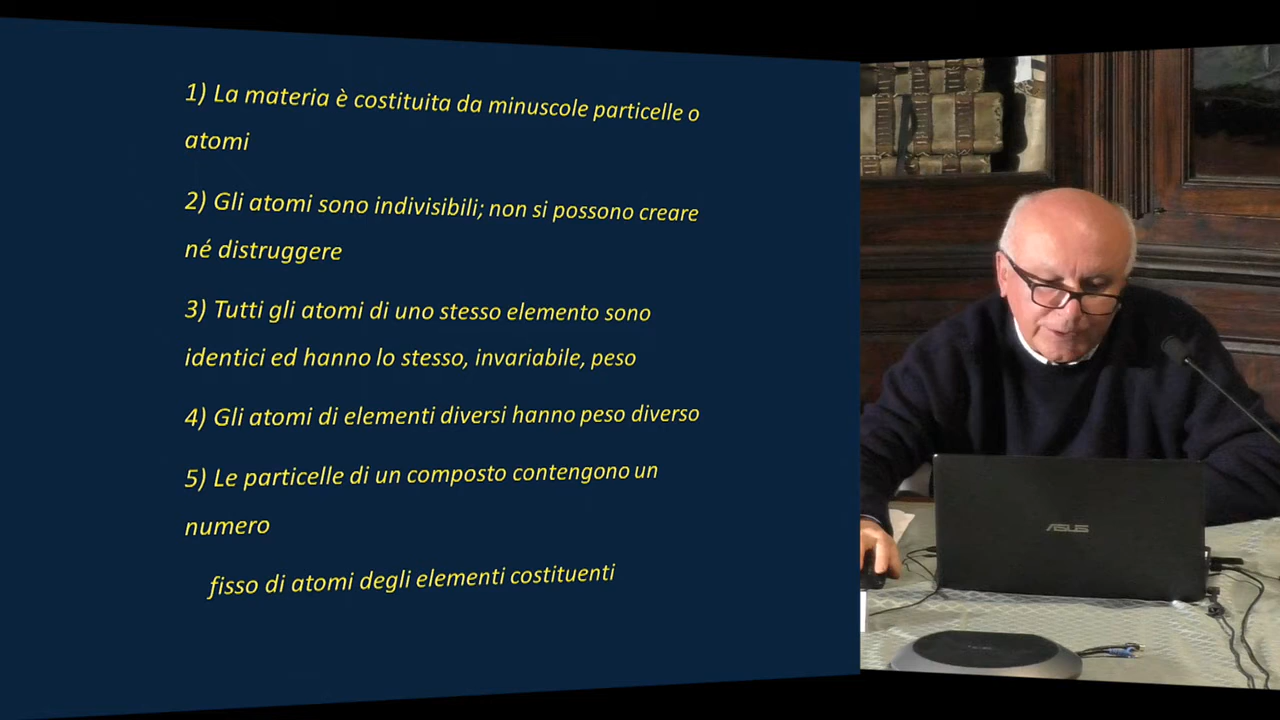 1) La materia è costituita da minuscole particelle o
atomi
2) Gli atomi sono indivisibili; non si possono creare
né distruggere
3) Tutti gli atomi di uno stesso elemento sono
identici ed hanno lo stesso, invariabile, peso
4) Gli atomi di elementi diversi hanno peso diverso
5) Le particelle di un composto contengono un
numero
fisso di atomi degli elementi costituenti
ASUS